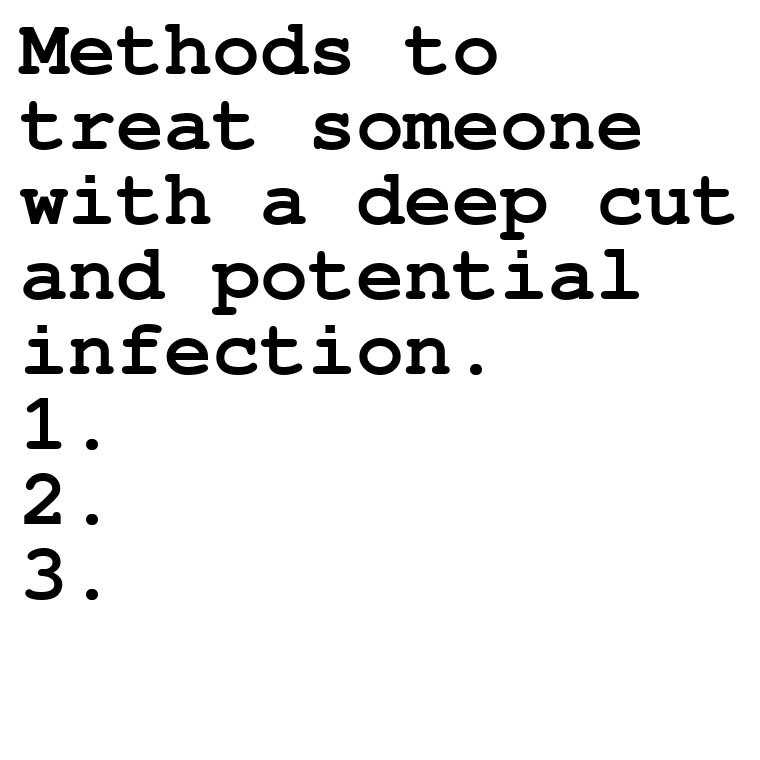 Methods to
treat someone
with a deep cut
and potential
infection.
1.
2.
3.